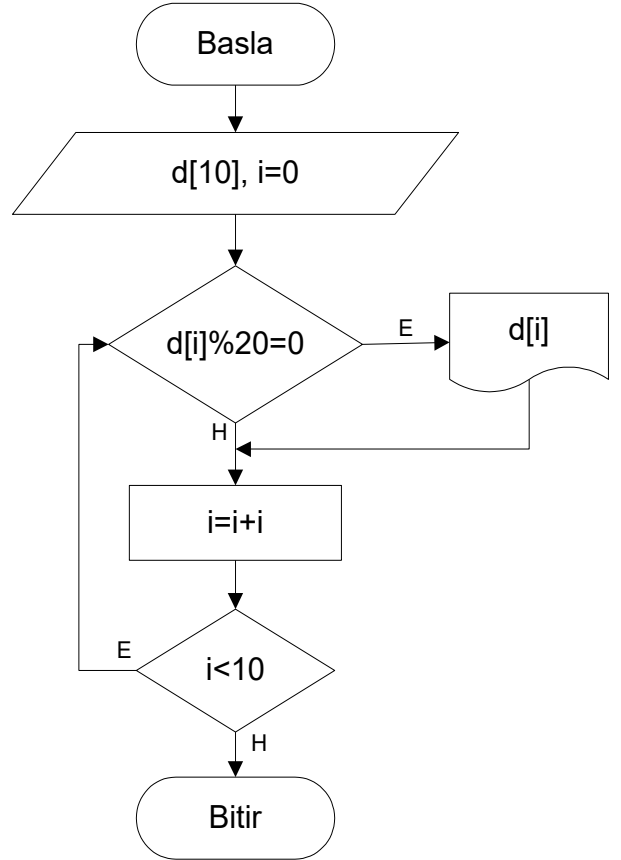 Basla
d[10], i=0
d[i]%20=0
E
d[i]
H
i=i+i
E
i<10
H
Bitir